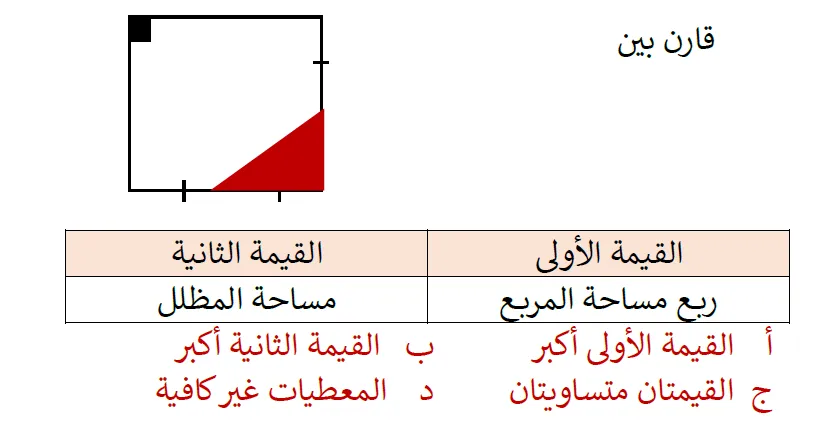 قارن بين
القيمة الأولى القيمة الثانية
ربع مساحة المربع مساحة المظلل
أ القيمة الأولى أكبر ب القيمة الثانية أكبر
ج القيمتان متساويتان د المعطيات غير كافية